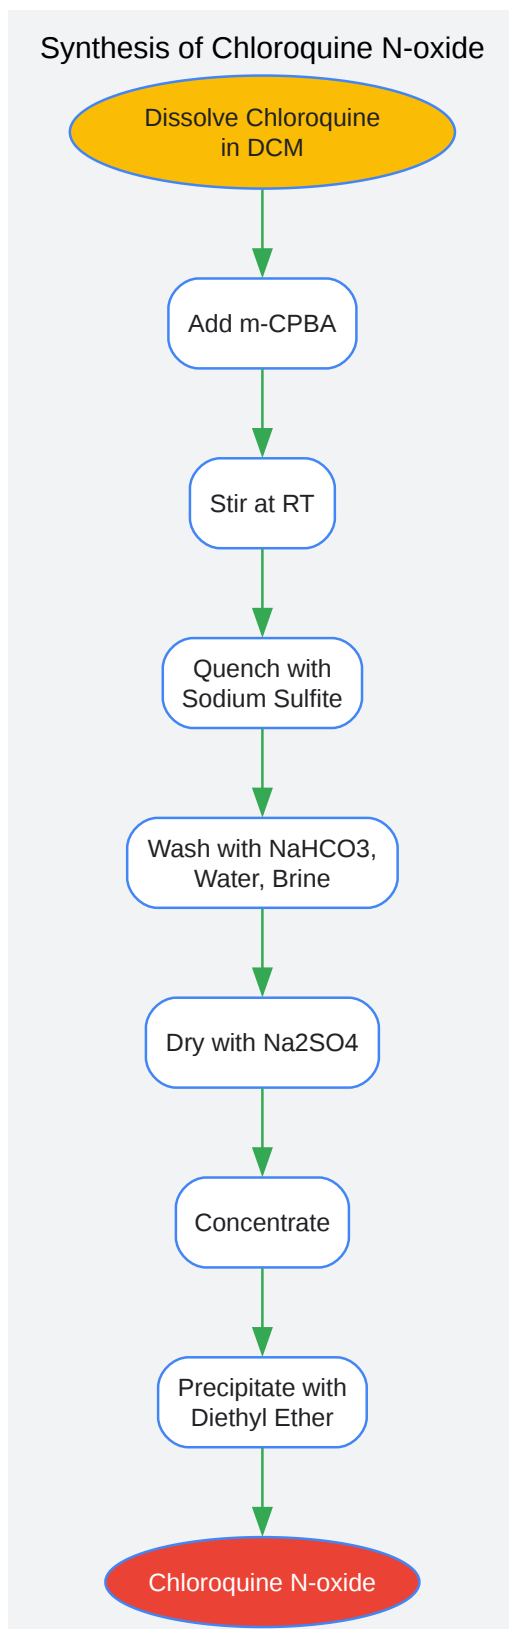 Synthesis of Chloroquine N-oxide
Dissolve Chloroquine
in DCM
Add m-CPBA
Stir at RT
Quench with
Sodium Sulfite
Wash with NaHCO3,
Water, Brine
Dry with Na2SO4
Concentrate
Precipitate with
Diethyl Ether
Chloroquine N-oxide